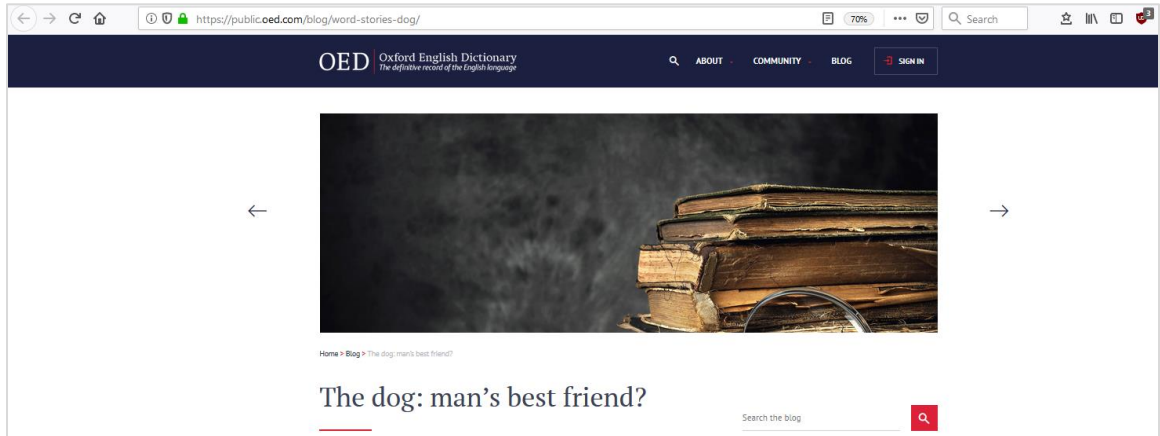 https://public.oed.com/blog/word-stories-dog/
70%
Search
3
OED Oxford English Dictionary
The definitive record of the English language
ABOUT
COMMUNITY
BLOG
SIGN IN
Home > Blog > The dog: man's best friend?
The dog: man’s best friend?
Search the blog